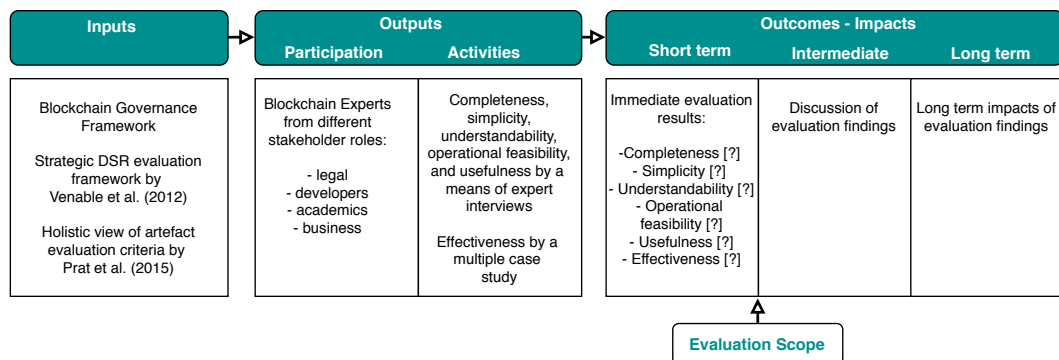 Inputs
Outputs
Participation
Activities
Outcomes - Impacts
Short term
Intermediate
Long term
Blockchain Governance
Framework
Strategic DSR evaluation
framework by
Venable et al. (2012)
Holistic view of artefact
evaluation criteria by
Prat et al. (2015)
Blockchain Experts
from different
stakeholder roles:
- legal
- developers
- academics
- business
Completeness,
simplicity,
understandability,
operational feasibility,
and usefulness by a
means of expert
interviews
Effectiveness by a
multiple case
study
Immediate evaluation
results:
-Completeness [?]
- Simplicity [?]
- Understandability [?]
- Operational
feasibility [?]
- Usefulness [?]
- Effectiveness [?]
Discussion of
evaluation findings
Long term impacts of
evaluation findings
Evaluation Scope